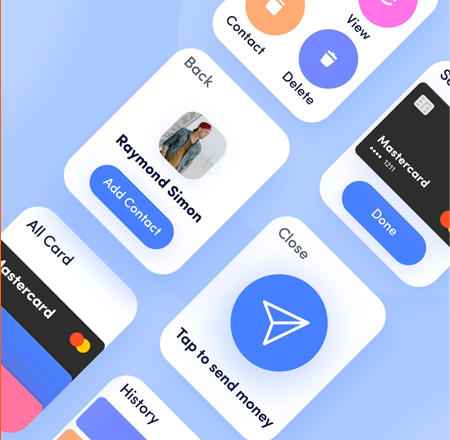 Contact
View
Delete
Back
Raymond Simon
Add Contact
Mastercard
•••• 1211
Done
All Card
Mastercard
Close
Tap to send money
History